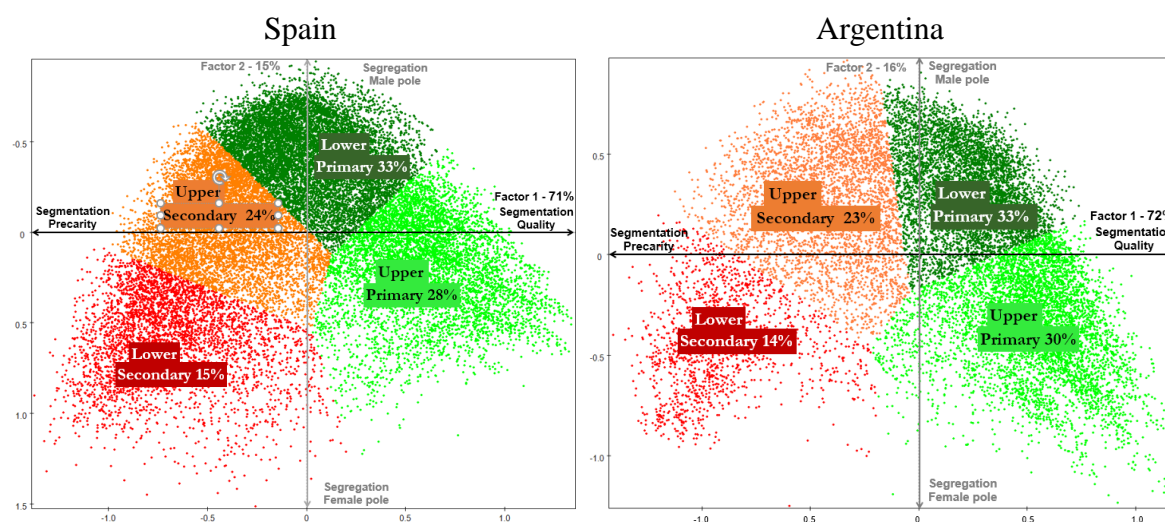 Spain
Factor 2 - 15%
Segregation
Male pole
-0.5
Lower
Primary 33%
Upper
Secondary 24%
Segmentation
Precarity
Factor 1 - 71%
Segmentation
Quality
0
Upper
Primary 28%
0.5
Lower
Secondary 15%
1.0
Segregation
Female pole
1.5
-1.0
-0.5
0
0.5
1.0
Argentina
Factor 2 - 16%
Segregation
Male pole
0.5
Upper
Secondary 23%
Lower
Primary 33%
Segmentation
Precarity
Factor 1 - 72%
Segmentation
Quality
0
Lower
Secondary 14%
Upper
Primary 30%
-0.5
-1.0
Segregation
Female pole
-1.0
-0.5
0
0.5
1.0